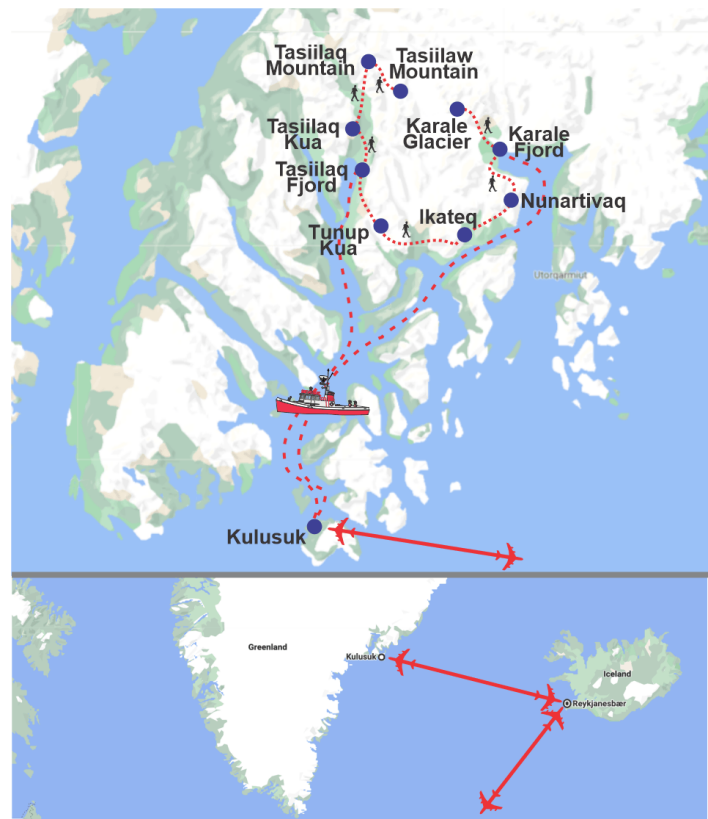 Tasiilaq
Mountain
Tasiilaw
Mountain
Tasiilaq
Kua
Karale
Glacier
Karale
Fjord
Tasiilaq
Fjord
Nunartivaq
Ikateq
Tunup
Kua
Utorqarmiut
Kulusuk
Greenland
Kulusuk
Iceland
Reykjanesbær